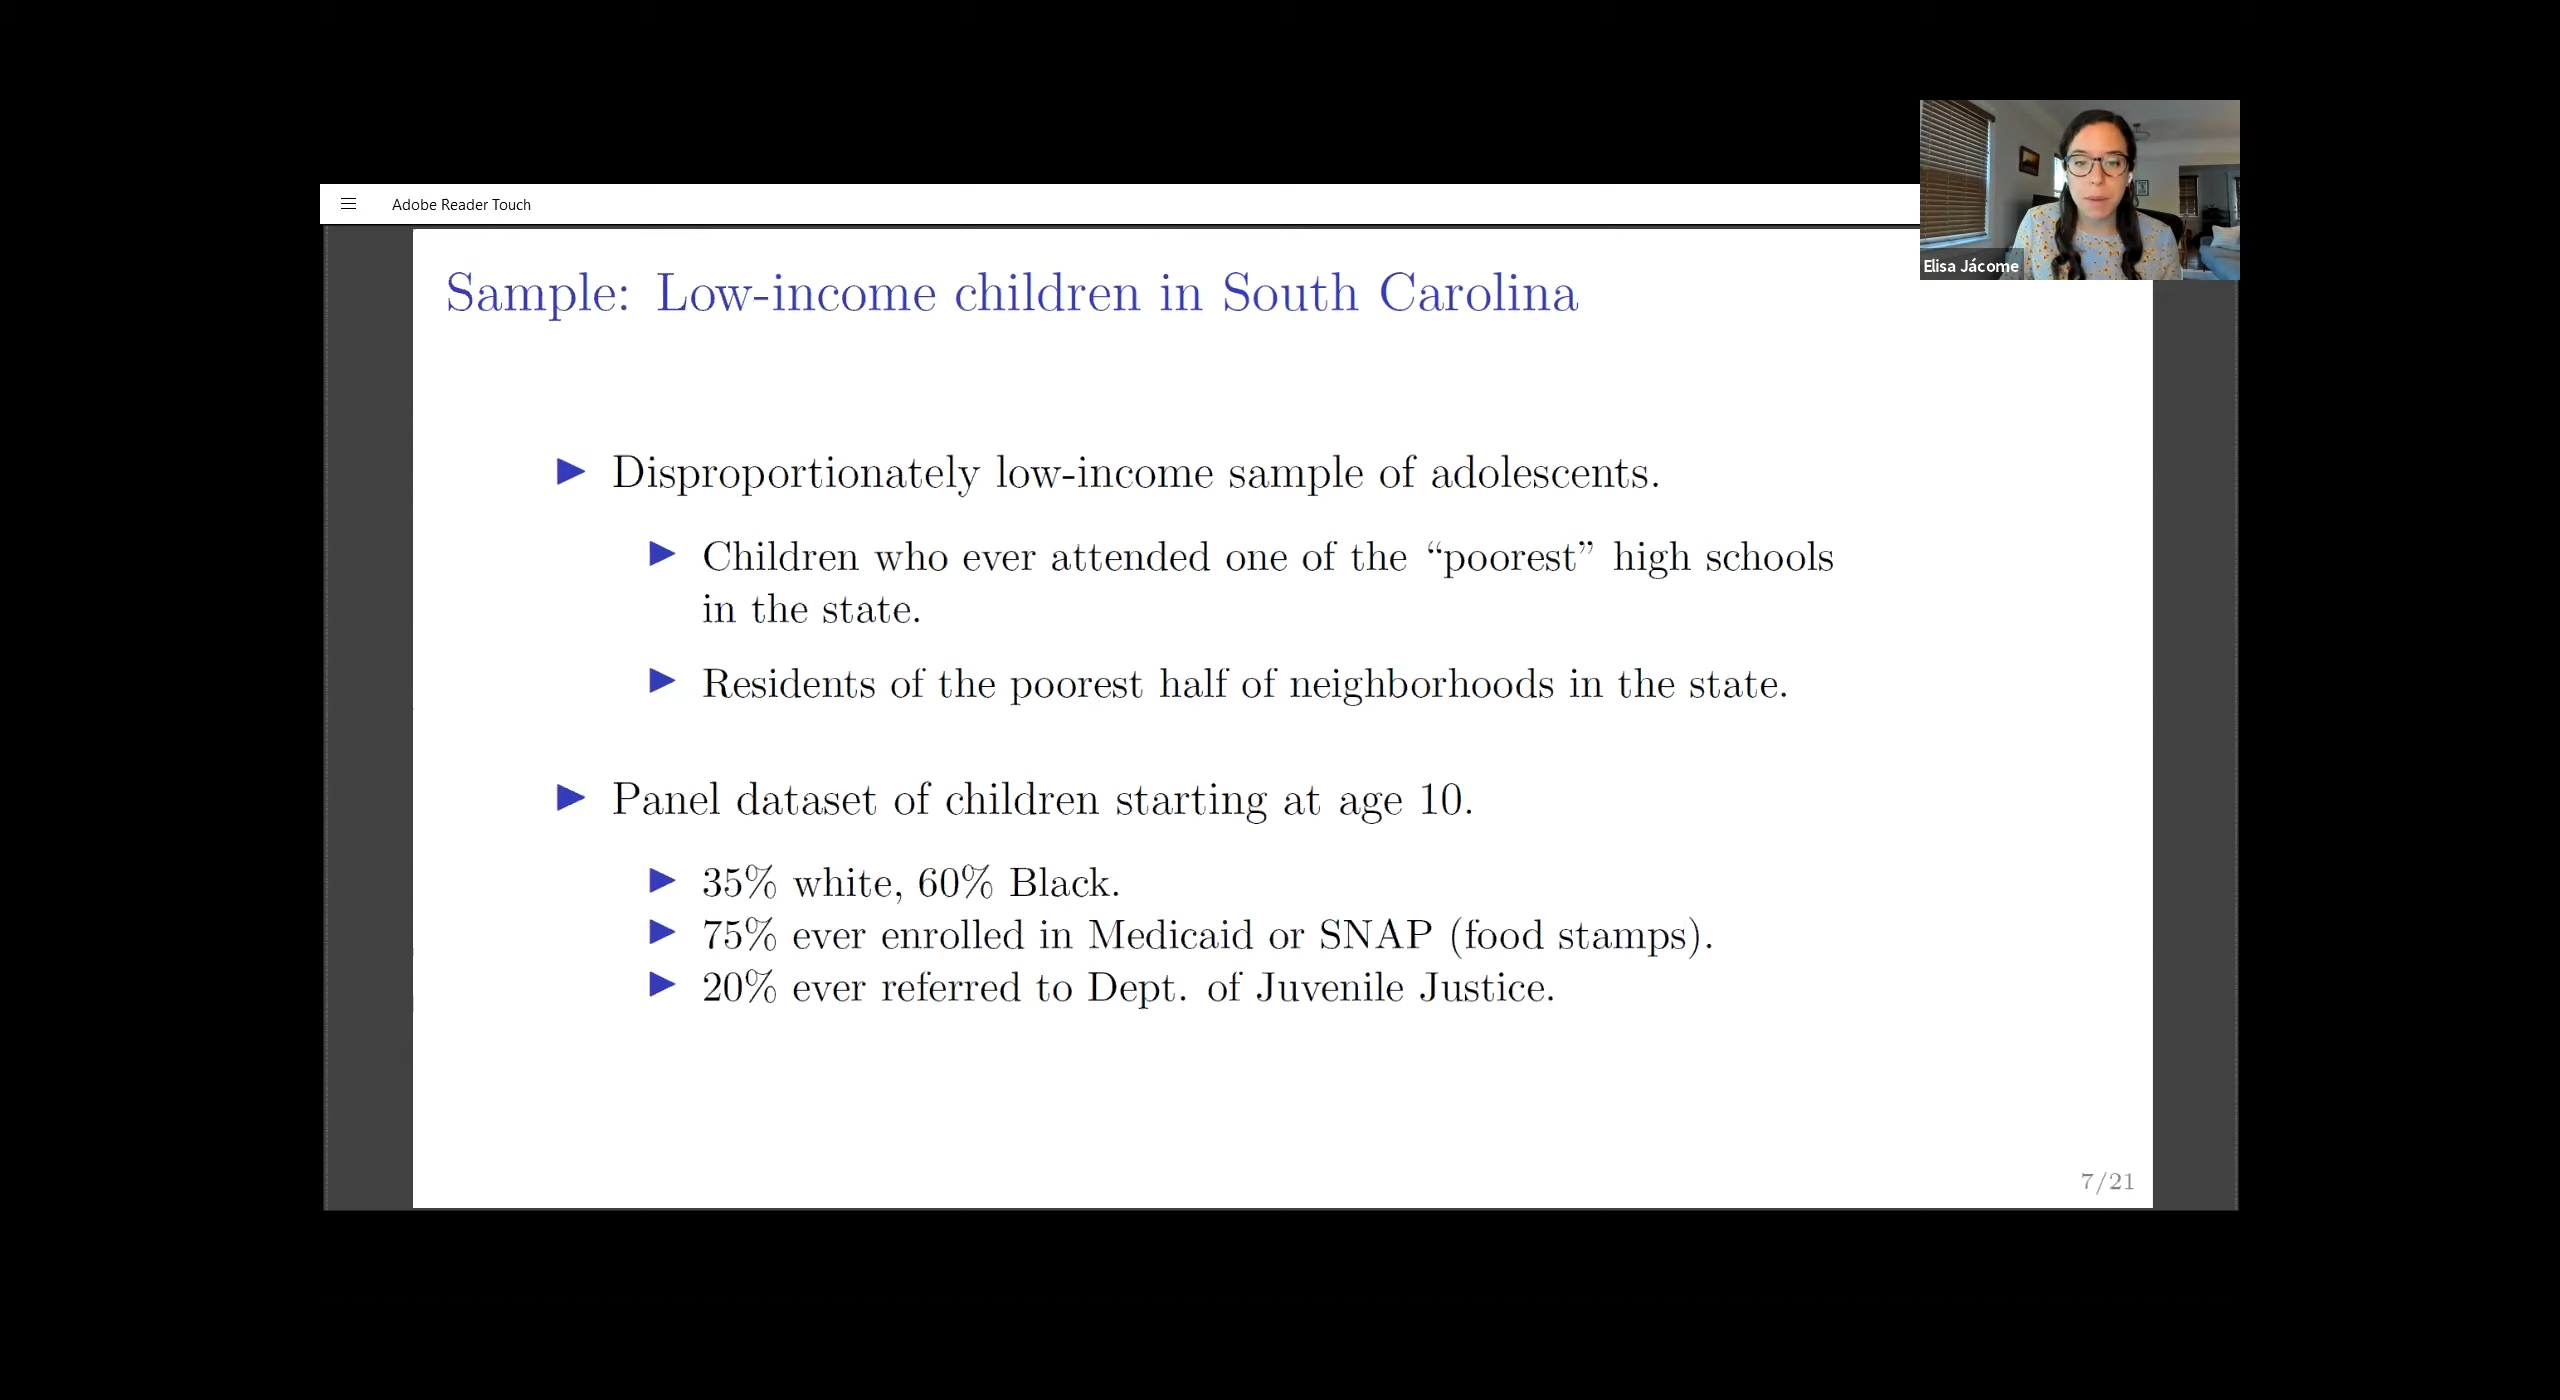 Adobe Reader Touch
Elisa Jácome
Sample: Low-income children in South Carolina
Disproportionately low-income sample of adolescents.
Children who ever attended one of the “poorest” high schools
in the state.
Residents of the poorest half of neighborhoods in the state.
Panel dataset of children starting at age 10.
35% white, 60% Black.
75% ever enrolled in Medicaid or SNAP (food stamps).
20% ever referred to Dept. of Juvenile Justice.
7/21